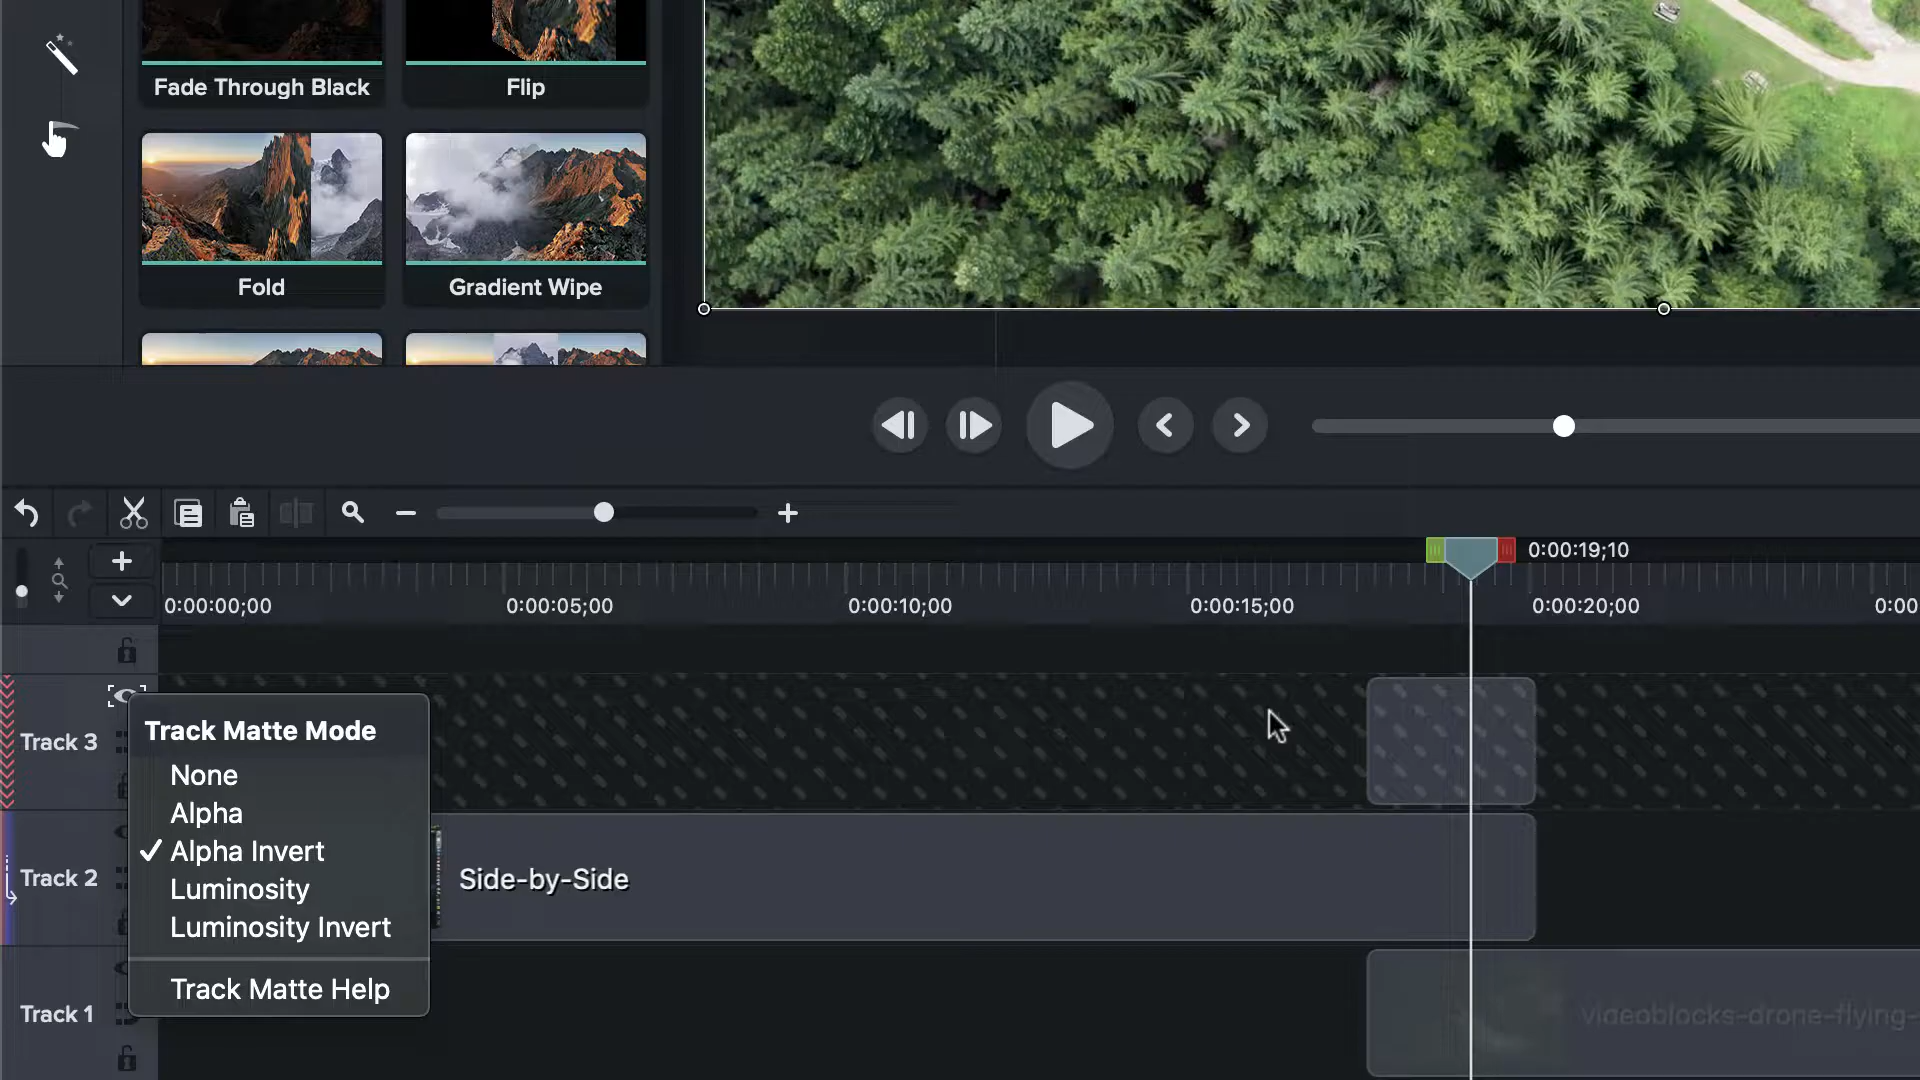 Fade Through Black
Flip
Fold
Gradient Wipe
0:00:19;10
0:00:00;00
0:00:05;00
0:00:10;00
0:00:15;00
0:00:20;00
0:00
Track 3
Track Matte Mode
None
Alpha
✓ Alpha Invert
Luminosity
Luminosity Invert
Track Matte Help
Track 2
Side-by-Side
Track 1
Videoblocks-drone-flying-